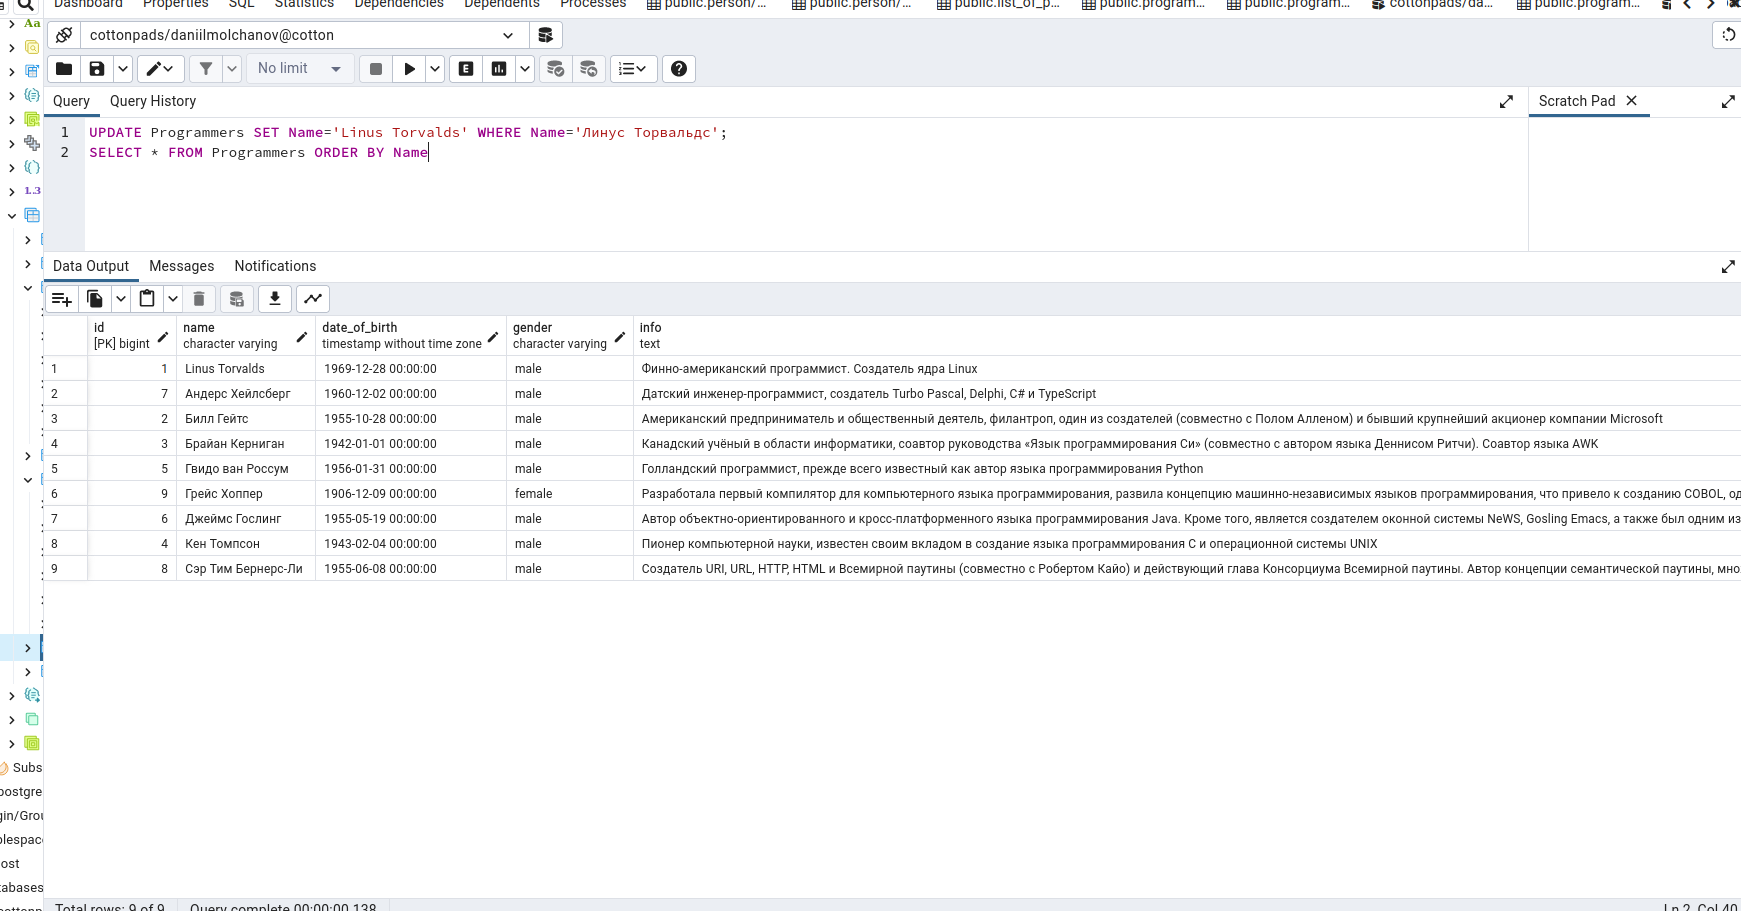 Dashboard Properties SQL Statistics Dependencies Dependents Processes public.person/... public.person/... public.list_of_p... public.program... public.program... cottonpads/da... public.program...
Aa
cottonpads/daniilmolchanov@cotton
No limit
E
Query Query History Scratch Pad
1 UPDATE Programmers SET Name='Linus Torvalds' WHERE Name='Линус Торвальдс';
2 SELECT * FROM Programmers ORDER BY Name
1.3
Data Output Messages Notifications
id name date_of_birth gender info
[PK] bigint character varying timestamp without time zone character varying text
1 1 Linus Torvalds 1969-12-28 00:00:00 male Финно-американский программист. Создатель ядра Linux
2 7 Андерс Хейлсберг 1960-12-02 00:00:00 male Датский инженер-программист, создатель Turbo Pascal, Delphi, C# и TypeScript
3 2 Билл Гейтс 1955-10-28 00:00:00 male Американский предприниматель и общественный деятель, филантроп, один из создателей (совместно с Полом Алленом) и бывший крупнейший акционер компании Microsoft
4 3 Брайан Керниган 1942-01-01 00:00:00 male Канадский учёный в области информатики, соавтор руководства «Язык программирования Си» (совместно с автором языка Деннисом Ритчи). Соавтор языка AWK
5 5 Гвидо ван Россум 1956-01-31 00:00:00 male Голландский программист, прежде всего известный как автор языка программирования Python
6 9 Грейс Хоппер 1906-12-09 00:00:00 female Разработала первый компилятор для компьютерного языка программирования, развила концепцию машинно-независимых языков программирования, что привело к созданию COBOL, од
7 6 Джеймс Гослинг 1955-05-19 00:00:00 male Автор объектно-ориентированного и кросс-платформенного языка программирования Java. Кроме того, является создателем оконной системы NeWS, Gosling Emacs, а также был одним из
8 4 Кен Томпсон 1943-02-04 00:00:00 male Пионер компьютерной науки, известен своим вкладом в создание языка программирования C и операционной системы UNIX
9 8 Сэр Тим Бернерс-Ли 1955-06-08 00:00:00 male Создатель URI, URL, HTTP, HTML и Всемирной паутины (совместно с Робертом Кайо) и действующий глава Консорциума Всемирной паутины. Автор концепции семантической паутины, мно
Subs
postgre
gin/Grou
blespac
ost
tabases
Total rows: 9 of 9 Query complete 00:00:00.138 Ln 2, Col 40